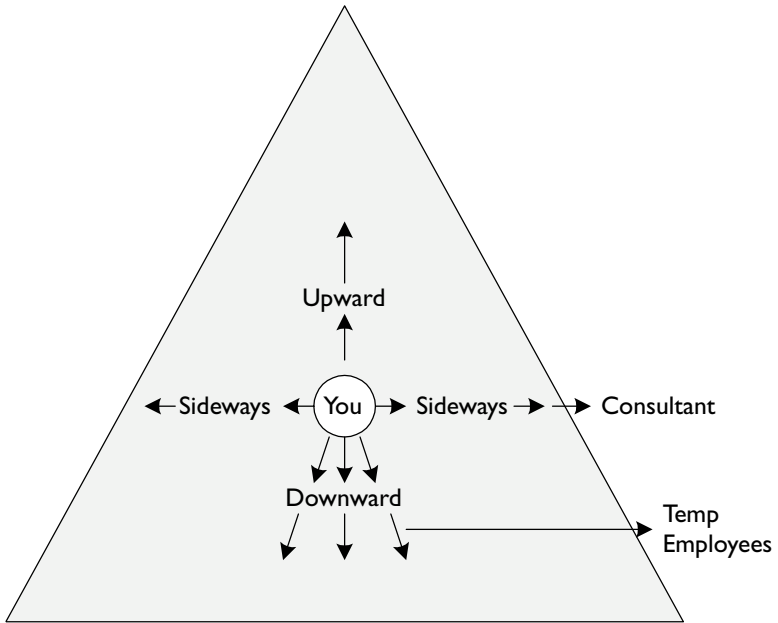 Upward
Sideways You Sideways Consultant
Downward
Temp
Employees